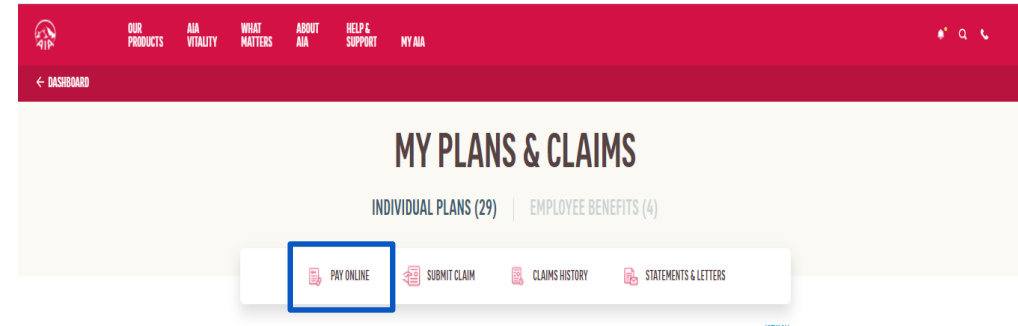 AIA
OUR PRODUCTS
AIA VITALITY
WHAT MATTERS
ABOUT AIA
HELP & SUPPORT
MY AIA
← DASHBOARD
MY PLANS & CLAIMS
INDIVIDUAL PLANS (29) | EMPLOYEE BENEFITS (4)
PAY ONLINE
SUBMIT CLAIM
CLAIMS HISTORY
STATEMENTS & LETTERS